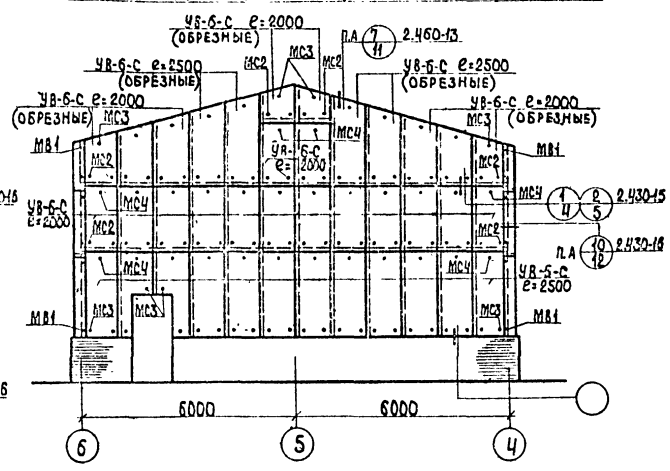 УВ-6-С ℓ=2000
(ОБРЕЗНЫЕ)
П.А 7 2.460-13
11
МС3
МС2 МС2
УВ-6-С ℓ=2500
(ОБРЕЗНЫЕ)
УВ-6-С ℓ=2500
(ОБРЕЗНЫЕ)
УВ-6-С ℓ=2000
(ОБРЕЗНЫЕ)
МС3
УВ-6-С ℓ=2000
МС3 (ОБРЕЗНЫЕ)
МВ1
МС4
МВ1
УВ-6-С
ℓ=2000
МС2
МС2
МС4
МС4
1 2 2.430-15
4 5
УВ-6-С
ℓ=2000
МС2
МС2
П.А 10 2.430-16
12
МС4
МС4
УВ-6-С
ℓ=2500
МВ1
МС3
МС3
МС3
МВ1
6000 6000
6 5 4